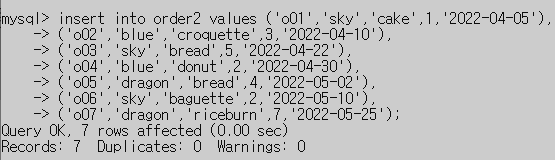 mysql> insert into order2 values ('o01','sky','cake',1,'2022-04-05'),
    -> ('o02','blue','croquette',3,'2022-04-10'),
    -> ('o03','sky','bread',5,'2022-04-22'),
    -> ('o04','blue','donut',2,'2022-04-30'),
    -> ('o05','dragon','bread',4,'2022-05-02'),
    -> ('o06','sky','baguette',2,'2022-05-10'),
    -> ('o07','dragon','riceburn',7,'2022-05-25');
Query OK, 7 rows affected (0.00 sec)
Records: 7  Duplicates: 0  Warnings: 0